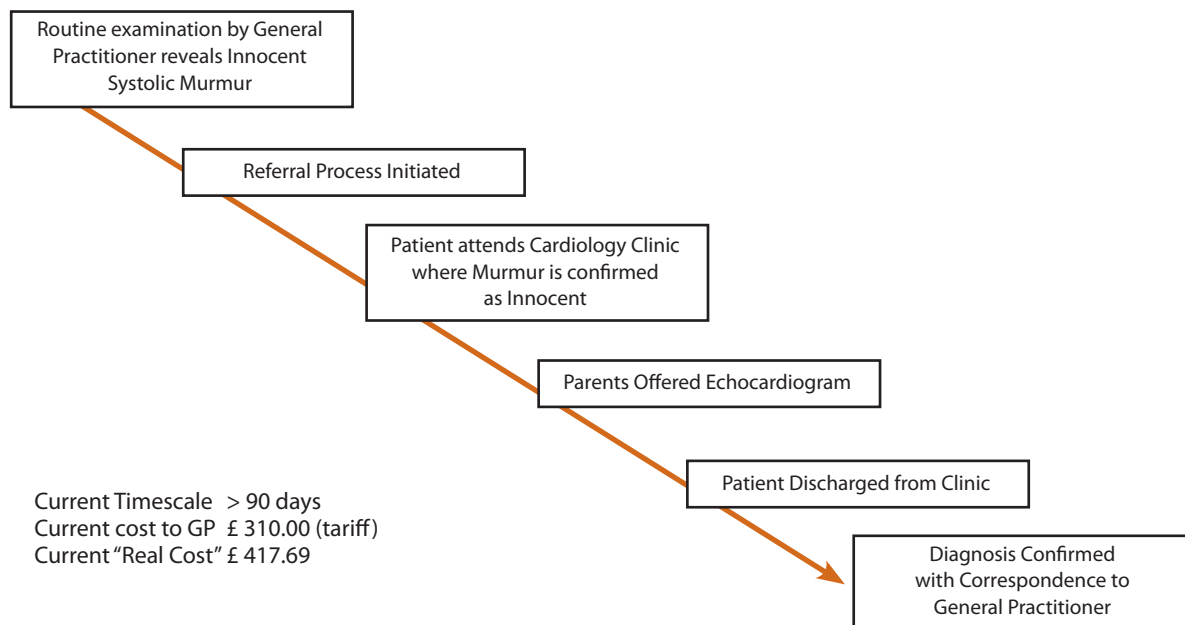 Routine examination by General
Practitioner reveals Innocent
Systolic Murmur
Referral Process Initiated
Patient attends Cardiology Clinic
where Murmur is confirmed
as Innocent
Parents Offered Echocardiogram
Patient Discharged from Clinic
Diagnosis Confirmed
with Correspondence to
General Practitioner
Current Timescale > 90 days
Current cost to GP £ 310.00 (tariff)
Current “Real Cost” £ 417.69